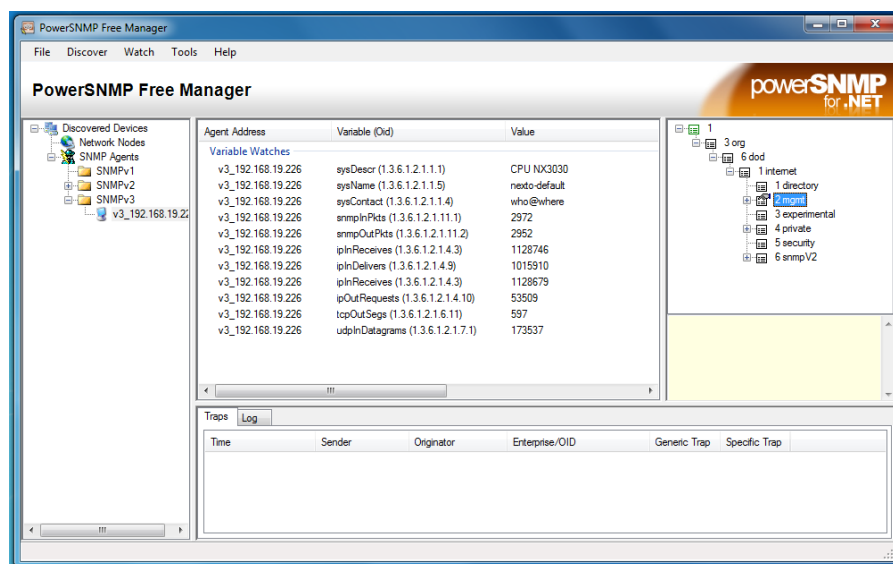 PowerSNMP Free Manager
File Discover Watch Tools Help
PowerSNMP Free Manager
powerSNMP
for .NET
Discovered Devices
Network Nodes
SNMP Agents
SNMPv1
SNMPv2
SNMPv3
v3_192.168.19.22
Agent Address Variable (Oid) Value
Variable Watches
v3_192.168.19.226 sysDescr (1.3.6.1.2.1.1.1) CPU NX3030
v3_192.168.19.226 sysName (1.3.6.1.2.1.1.5) nexto-default
v3_192.168.19.226 sysContact (1.3.6.1.2.1.1.4) who@where
v3_192.168.19.226 snmpInPkts (1.3.6.1.2.1.11.1) 2972
v3_192.168.19.226 snmpOutPkts (1.3.6.1.2.1.11.2) 2952
v3_192.168.19.226 ipInReceives (1.3.6.1.2.1.4.3) 1128746
v3_192.168.19.226 ipInDelivers (1.3.6.1.2.1.4.9) 1015910
v3_192.168.19.226 ipInReceives (1.3.6.1.2.1.4.3) 1128679
v3_192.168.19.226 ipOutRequests (1.3.6.1.2.1.4.10) 53509
v3_192.168.19.226 tcpOutSegs (1.3.6.1.2.1.6.11) 597
v3_192.168.19.226 udpInDatagrams (1.3.6.1.2.1.7.1) 173537
1
3 org
6 dod
1 internet
1 directory
2 mgmt
3 experimental
4 private
5 security
6 snmpV2
Traps Log
Time Sender Originator Enterprise/OID Generic Trap Specific Trap